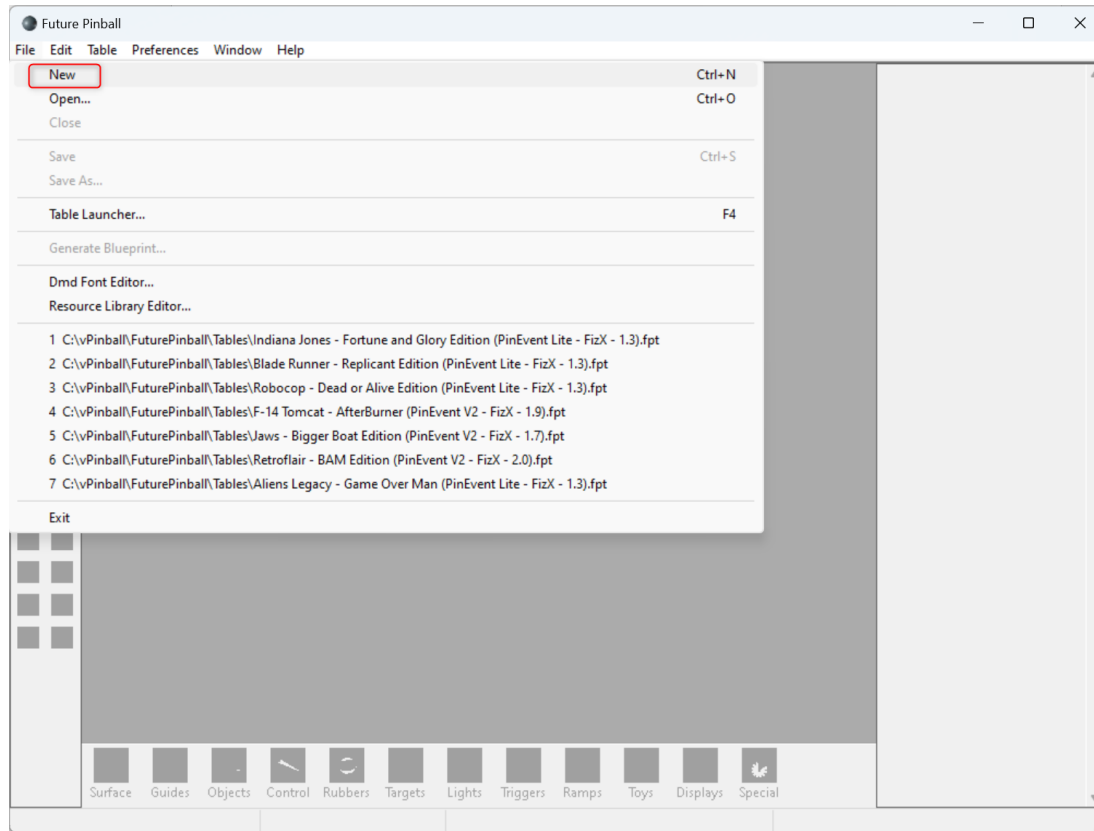 Future Pinball
File Edit Table Preferences Window Help
New Ctrl+N
Open... Ctrl+O
Close
Save Ctrl+S
Save As...
Table Launcher... F4
Generate Blueprint...
Dmd Font Editor...
Resource Library Editor...
1 C:\vPinball\FuturePinball\Tables\Indiana Jones - Fortune and Glory Edition (PinEvent Lite - FizX - 1.3).fpt
2 C:\vPinball\FuturePinball\Tables\Blade Runner - Replicant Edition (PinEvent Lite - FizX - 1.3).fpt
3 C:\vPinball\FuturePinball\Tables\Robocop - Dead or Alive Edition (PinEvent Lite - FizX - 1.3).fpt
4 C:\vPinball\FuturePinball\Tables\F-14 Tomcat - AfterBurner (PinEvent V2 - FizX - 1.9).fpt
5 C:\vPinball\FuturePinball\Tables\Jaws - Bigger Boat Edition (PinEvent V2 - FizX - 1.7).fpt
6 C:\vPinball\FuturePinball\Tables\Retroflair - BAM Edition (PinEvent V2 - FizX - 2.0).fpt
7 C:\vPinball\FuturePinball\Tables\Aliens Legacy - Game Over Man (PinEvent Lite - FizX - 1.3).fpt
Exit
Surface Guides Objects Control Rubbers Targets Lights Triggers Ramps Toys Displays Special